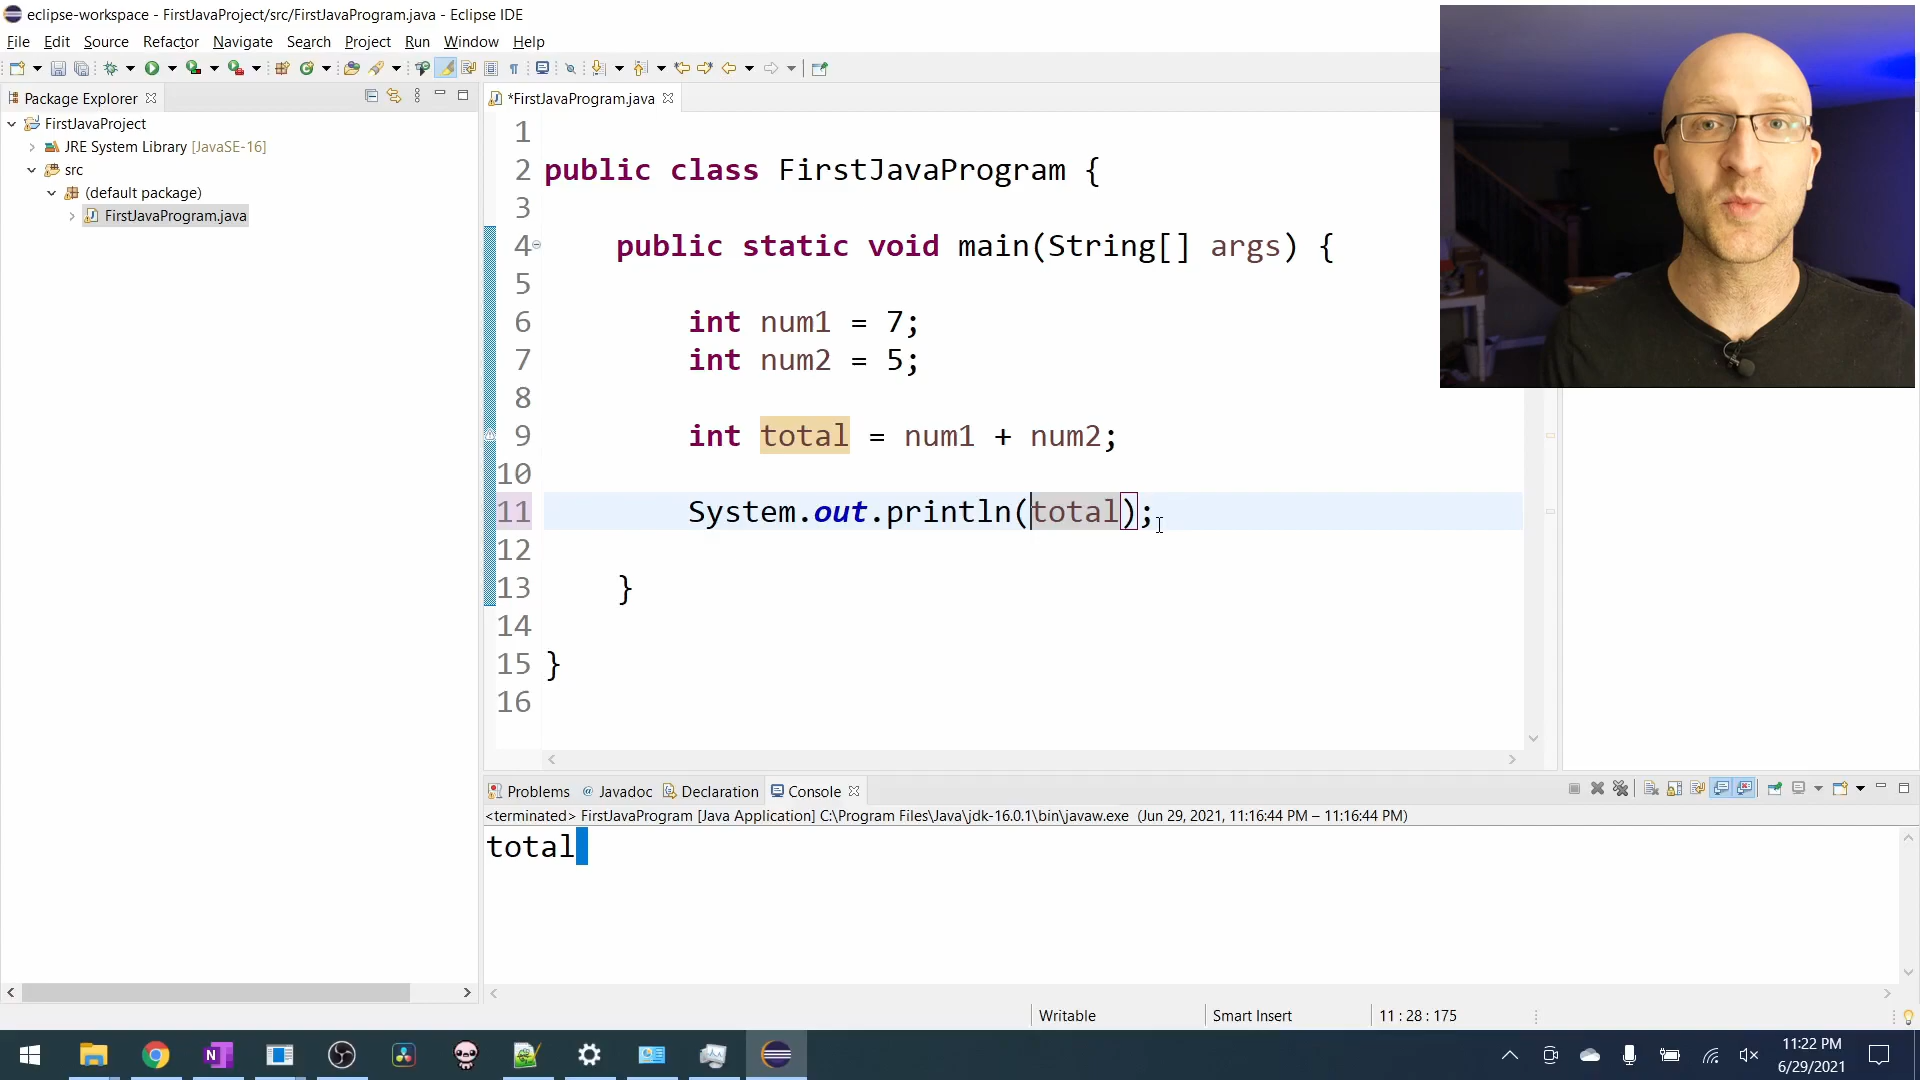 eclipse-workspace - FirstJavaProject/src/FirstJavaProgram.java - Eclipse IDE
File Edit Source Refactor Navigate Search Project Run Window Help
Package Explorer
*FirstJavaProgram.java
FirstJavaProject
JRE System Library [JavaSE-16]
src
(default package)
FirstJavaProgram.java
1
2 public class FirstJavaProgram {
3
4 public static void main(String[] args) {
5
6 int num1 = 7;
7 int num2 = 5;
8
9 int total = num1 + num2;
10
11 System.out.println(total);
12
13 }
14
15 }
16
Problems @ Javadoc Declaration Console
<terminated> FirstJavaProgram [Java Application] C:\Program Files\Java\jdk-16.0.1\bin\javaw.exe (Jun 29, 2021, 11:16:44 PM – 11:16:44 PM)
total
Writable Smart Insert 11 : 28 : 175
11:22 PM
6/29/2021